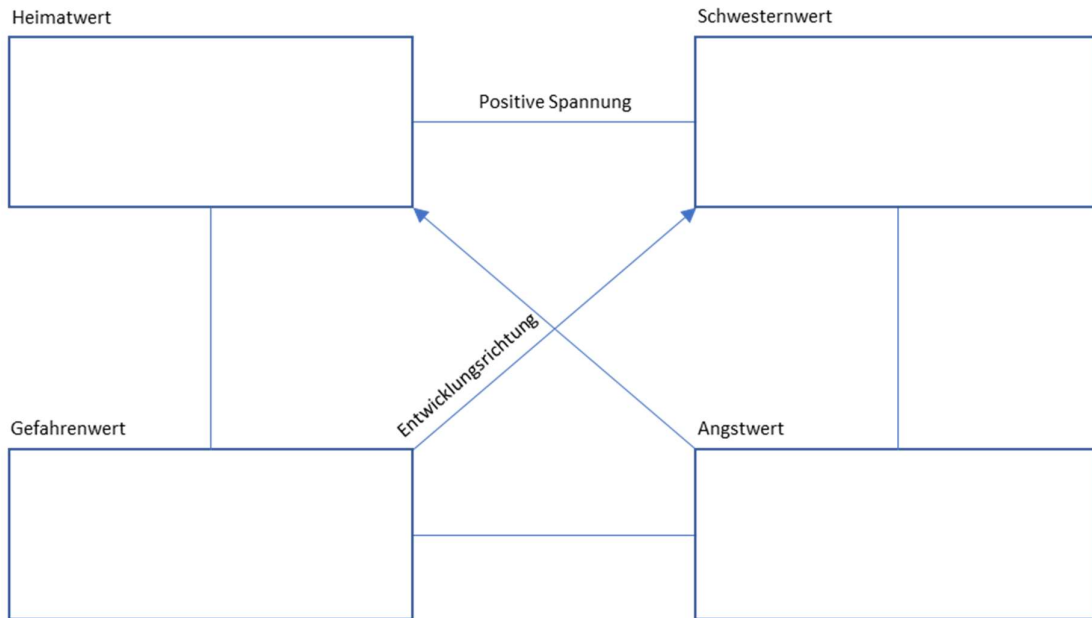 Heimatwert
Schwesternwert
Positive Spannung
Entwicklungsrichtung
Gefahrenwert
Angstwert